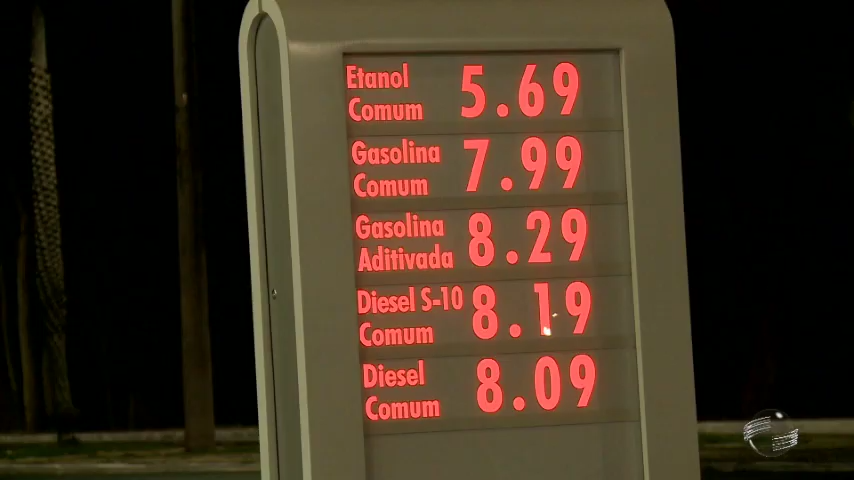 Etanol
Comum 5.69
Gasolina
Comum 7.99
Gasolina
Aditivada 8.29
Diesel S-10
Comum 8.19
Diesel
Comum 8.09